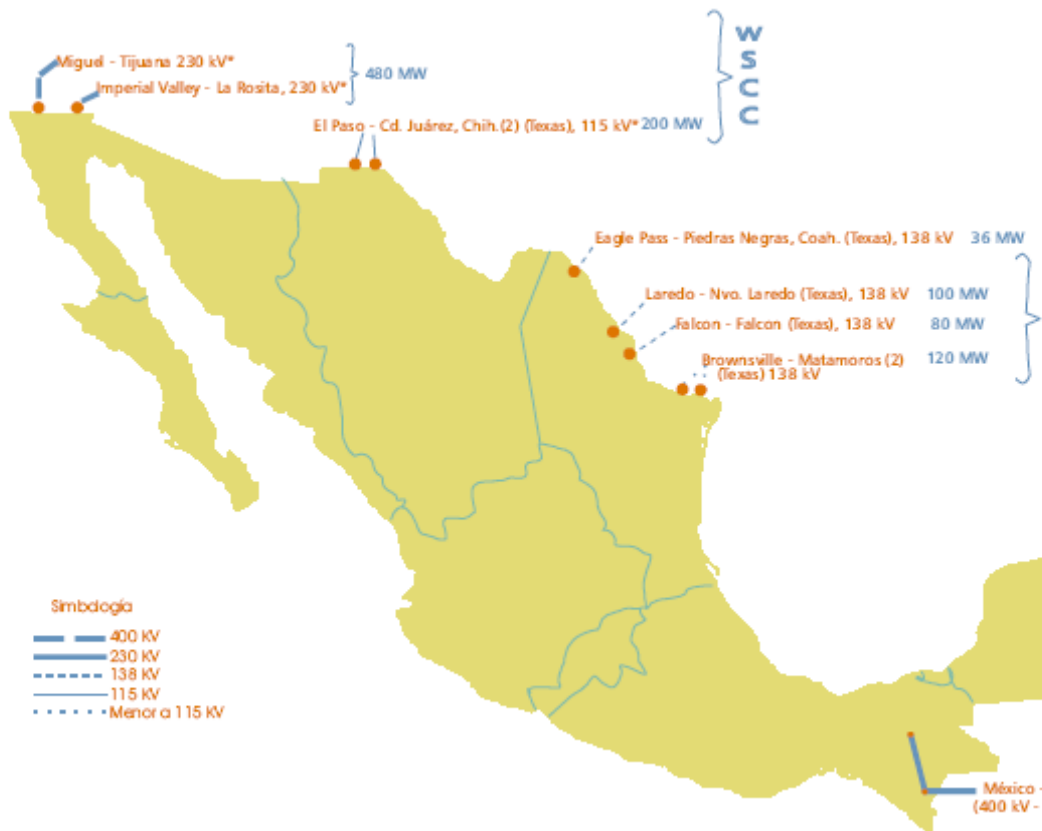 Miguel - Tijuana 230 kV*
Imperial Valley - La Rosita, 230 kV*
480 MW
El Paso - Cd. Juárez, Chih. (2) (Texas), 115 kV* 200 MW
W
S
C
C
Eagle Pass - Piedras Negras, Coah. (Texas), 138 kV 36 MW
Laredo - Nvo. Laredo (Texas), 138 kV 100 MW
Falcon - Falcon (Texas), 138 kV 80 MW
Brownsville - Matamoros (2) 120 MW
(Texas) 138 kV
Simbología
400 KV
230 KV
138 KV
115 KV
Menor a 115 KV
México -
(400 kV -